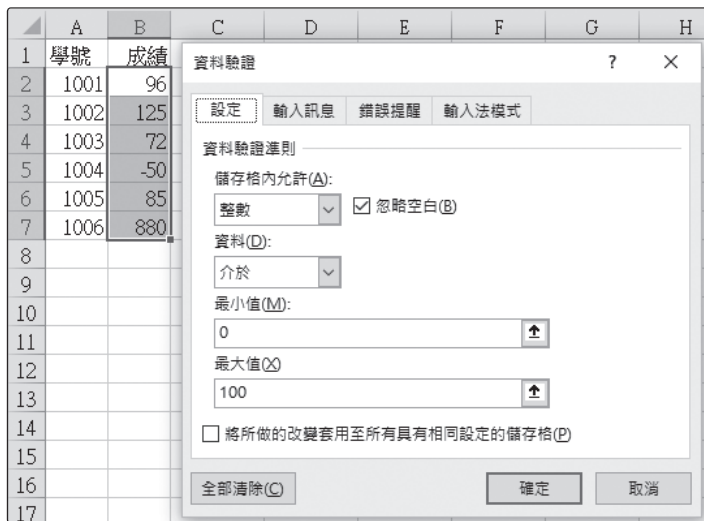 A B C D E F G H
1 學號 成績
2 1001 96
3 1002 125
4 1003 72
5 1004 -50
6 1005 85
7 1006 880
8
9
10
11
12
13
14
15
16
17
資料驗證 ? ×
設定 輸入訊息 錯誤提醒 輸入法模式
資料驗證準則
儲存格內允許(A):
整數 忽略空白(B)
資料(D):
介於
最小值(M):
0
最大值(X)
100
將所做的改變套用至所有具有相同設定的儲存格(P)
全部清除(C) 確定 取消